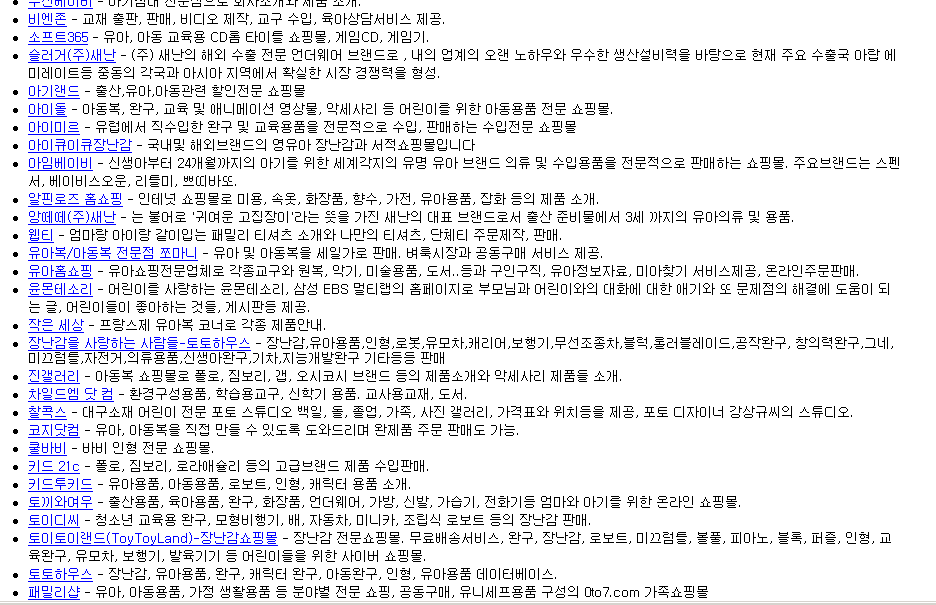 두산베이비 - 아기침대 전문점으로 회사소개와 제품 소개.
비엔존 - 교재 출판, 판매, 비디오 제작, 교구 수입, 육아상담서비스 제공.
소프트365 - 유아, 아동 교육용 CD홈 타이틀 쇼핑몰, 게임CD, 게임기.
슬러거(주)새난 - (주) 새난의 해외 수출 전문 언더웨어 브랜드로 , 내의 업계의 오랜 노하우와 우수한 생산설비력을 바탕으로 현재 주요 수출국 아랍 에
미레이트등 중동의 각국과 아시아 지역에서 확실한 시장 경쟁력을 형성.
아기랜드 - 출산,유아,아동관련 할인전문 쇼핑몰
아이돌 - 아동복, 완구, 교육 및 애니메이션 영상물, 악세사리 등 어린이를 위한 아동용품 전문 쇼핑몰.
아이미르 - 유럽에서 직수입한 완구 및 교육용품을 전문적으로 수입, 판매하는 수입전문 쇼핑몰
아이큐이큐장난감 - 국내및 해외브랜드의 영유아 장난감과 서적쇼핑몰입니다
아임베이비 - 신생아부터 24개월까지의 아기를 위한 세계각지의 유명 유아 브랜드 의류 및 수입용품을 전문적으로 판매하는 쇼핑몰. 주요브랜드는 스펜
서, 베이비스오운, 리틀미, 쁘띠바또.
알핀로즈 홈쇼핑 - 인테넛 쇼핑몰로 미용, 속옷, 화장품, 향수, 가전, 유아용품, 잡화 등의 제품 소개.
앙떼떼(주)새난 - 는 불어로 '귀여운 고집장이'라는 뜻을 가진 새난의 대표 브랜드로서 출산 준비물에서 3세 까지의 유아의류 및 용품.
웹티 - 엄마랑 아이랑 같이입는 패밀리 티셔츠 소개와 나만의 티셔츠, 단체티 주문제작, 판매.
유아복/아동복 전문점 쪼마니 - 유아 및 아동복을 세일가로 판매. 벼룩시장과 공동구매 서비스 제공.
유아홈쇼핑 - 유아쇼핑전문업체로 각종교구와 원복, 악기, 미술용품, 도서..등과 구인구직, 유아정보자료, 미아찾기 서비스제공, 온라인주문판매.
윤몬테소리 - 어린이를 사랑하는 윤몬테소리, 삼성 EBS 멀티랩의 홈페이지로 부모님과 어린이와의 대화에 대한 얘기와 또 문제점의 해결에 도움이 되
는 글, 어린이들이 좋아하는 것들, 게시판등 제공.
작은 세상 - 프랑스제 유아복 코너로 각종 제품안내.
장난감을 사랑하는 사람들-토토하우스 - 장난감,유아용품,인형,로봇,유모차,캐리어,보행기,무선조종차,블럭,롤러블레이드,공작완구, 창의력완구,그네,
미끄럼틀,자전거,의류용품,신생아완구,기차,지능개발완구 기타등등 판매
진갤러리 - 아동복 쇼핑몰로 폴로, 짐보리, 갭, 오시코시 브랜드 등의 제품소개와 악세사리 제품들 소개.
차일드엠 닷 컴 - 환경구성용품, 학습용교구, 신학기 용품. 교사용교재, 도서.
찰콕스 - 대구소재 어린이 전문 포토 스튜디오 백일, 돌, 졸업, 가족, 사진 갤러리, 가격표와 위치등을 제공, 포토 디자이너 강상규씨의 스튜디오.
코지닷컴 - 유아, 아동복을 직접 만들 수 있도록 도와드리며 완제품 주문 판매도 가능.
쿨바비 - 바비 인형 전문 쇼핑몰.
키드 21c - 폴로, 짐보리, 로라애슐리 등의 고급브랜드 제품 수입판매.
키드투키드 - 유아용품, 아동용품, 로보트, 인형, 캐릭터 용품 소개.
토끼와여우 - 출산용품, 육아용품, 완구, 화장품, 언더웨어, 가방, 신발, 가습기, 전화기등 엄마와 아기를 위한 온라인 쇼핑몰.
토이디씨 - 청소년 교육용 완구, 모형비행기, 배, 자동차, 미니카, 조립식 로보트 등의 장난감 판매.
토이토이랜드(ToyToyLand)-장난감쇼핑몰 - 장난감 전문쇼핑몰. 무료배송서비스, 완구, 장난감, 로보트, 미끄럼틀, 볼풀, 피아노, 블록, 퍼즐, 인형, 교
육완구, 유모차, 보행기, 발육기기 등 어린이들을 위한 사이버 쇼핑몰.
토토하우스 - 장난감, 유아용품, 완구, 캐릭터 완구, 아동완구, 인형, 유아용품 데이터베이스.
패밀리샵 - 유아, 아동용품, 가정 생활용품 등 분야별 전문 쇼핑, 공동구매, 유니세프용품 구성의 0to7.com 가족쇼핑몰